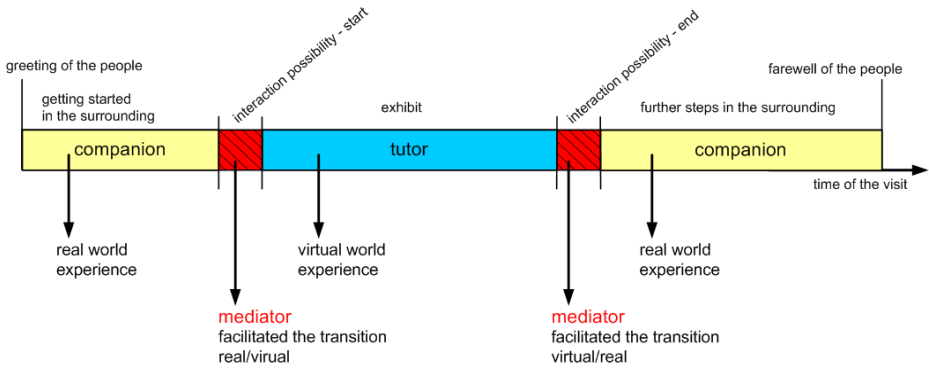 interaction possibility - start
interaction possibility - end
greeting of the people
farewell of the people
getting started
in the surrounding
exhibit
further steps in the surrounding
companion
tutor
companion
time of the visit
real world
experience
virtual world
experience
real world
experience
mediator
facilitated the transition
real/virual
mediator
facilitated the transition
virtual/real